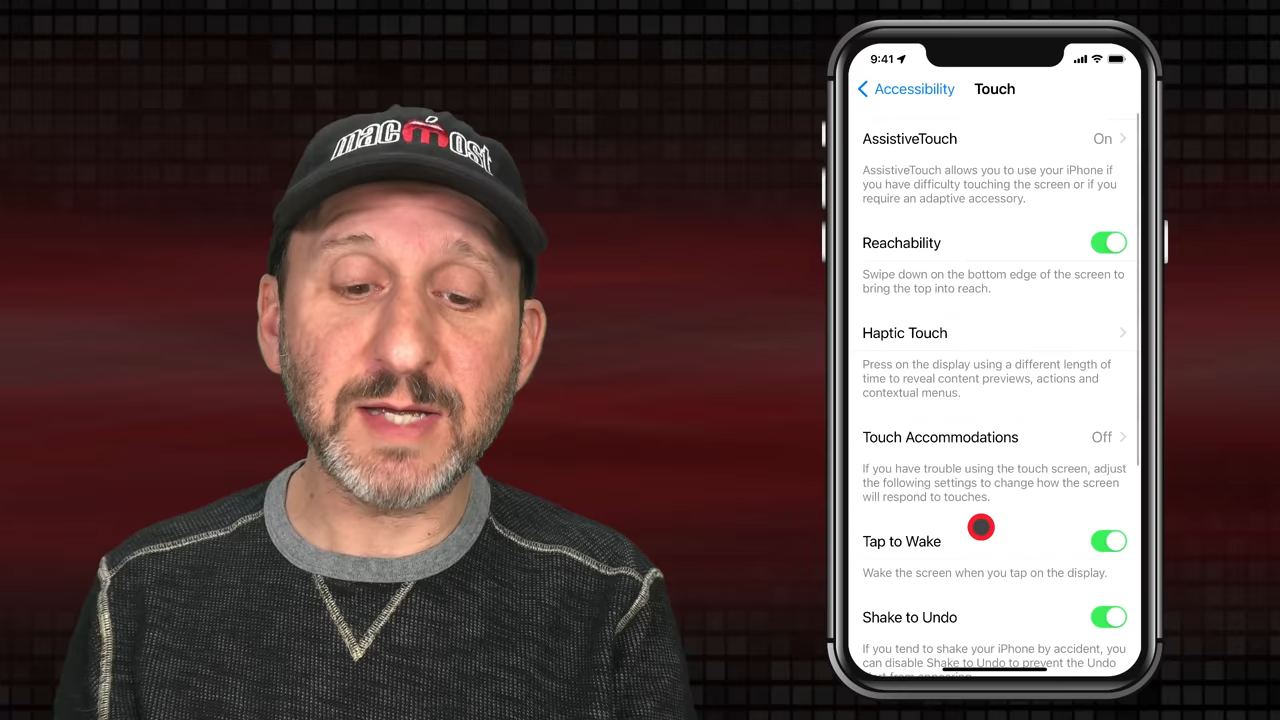 macmost
9:41
Accessibility
Touch
AssistiveTouch
On
AssistiveTouch allows you to use your iPhone if
you have difficulty touching the screen or if you
require an adaptive accessory.
Reachability
Swipe down on the bottom edge of the screen to
bring the top into reach.
Haptic Touch
Press on the display using a different length of
time to reveal content previews, actions and
contextual menus.
Touch Accommodations
Off
If you have trouble using the touch screen, adjust
the following settings to change how the screen
will respond to touches.
Tap to Wake
Wake the screen when you tap on the display.
Shake to Undo
If you tend to shake your iPhone by accident, you
can disable Shake to Undo to prevent the Undo
from appearing.